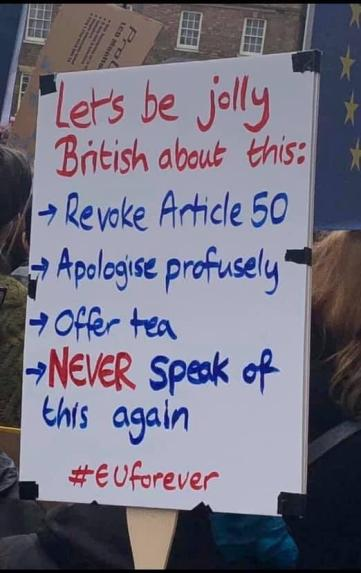 Let's be jolly
British about this:
→ Revoke Article 50
→ Apologise profusely
→ Offer tea
→ NEVER speak of
this again
#EUforever